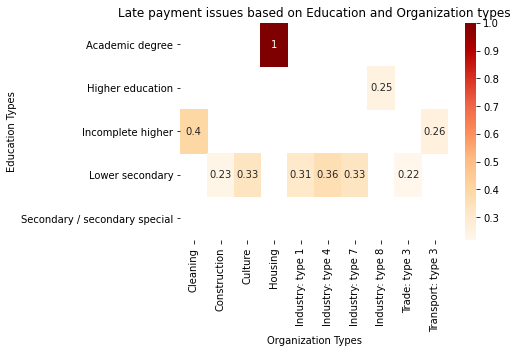 Late payment issues based on Education and Organization types
Education Types
Academic degree
1
Higher education
0.25
Incomplete higher
0.4 0.26
Lower secondary
0.23 0.33 0.31 0.36 0.33 0.22
Secondary / secondary special
Cleaning
Construction
Culture
Housing
Industry: type 1
Industry: type 4
Industry: type 7
Industry: type 8
Trade: type 3
Transport: type 3
Organization Types
1.0
0.9
0.8
0.7
0.6
0.5
0.4
0.3